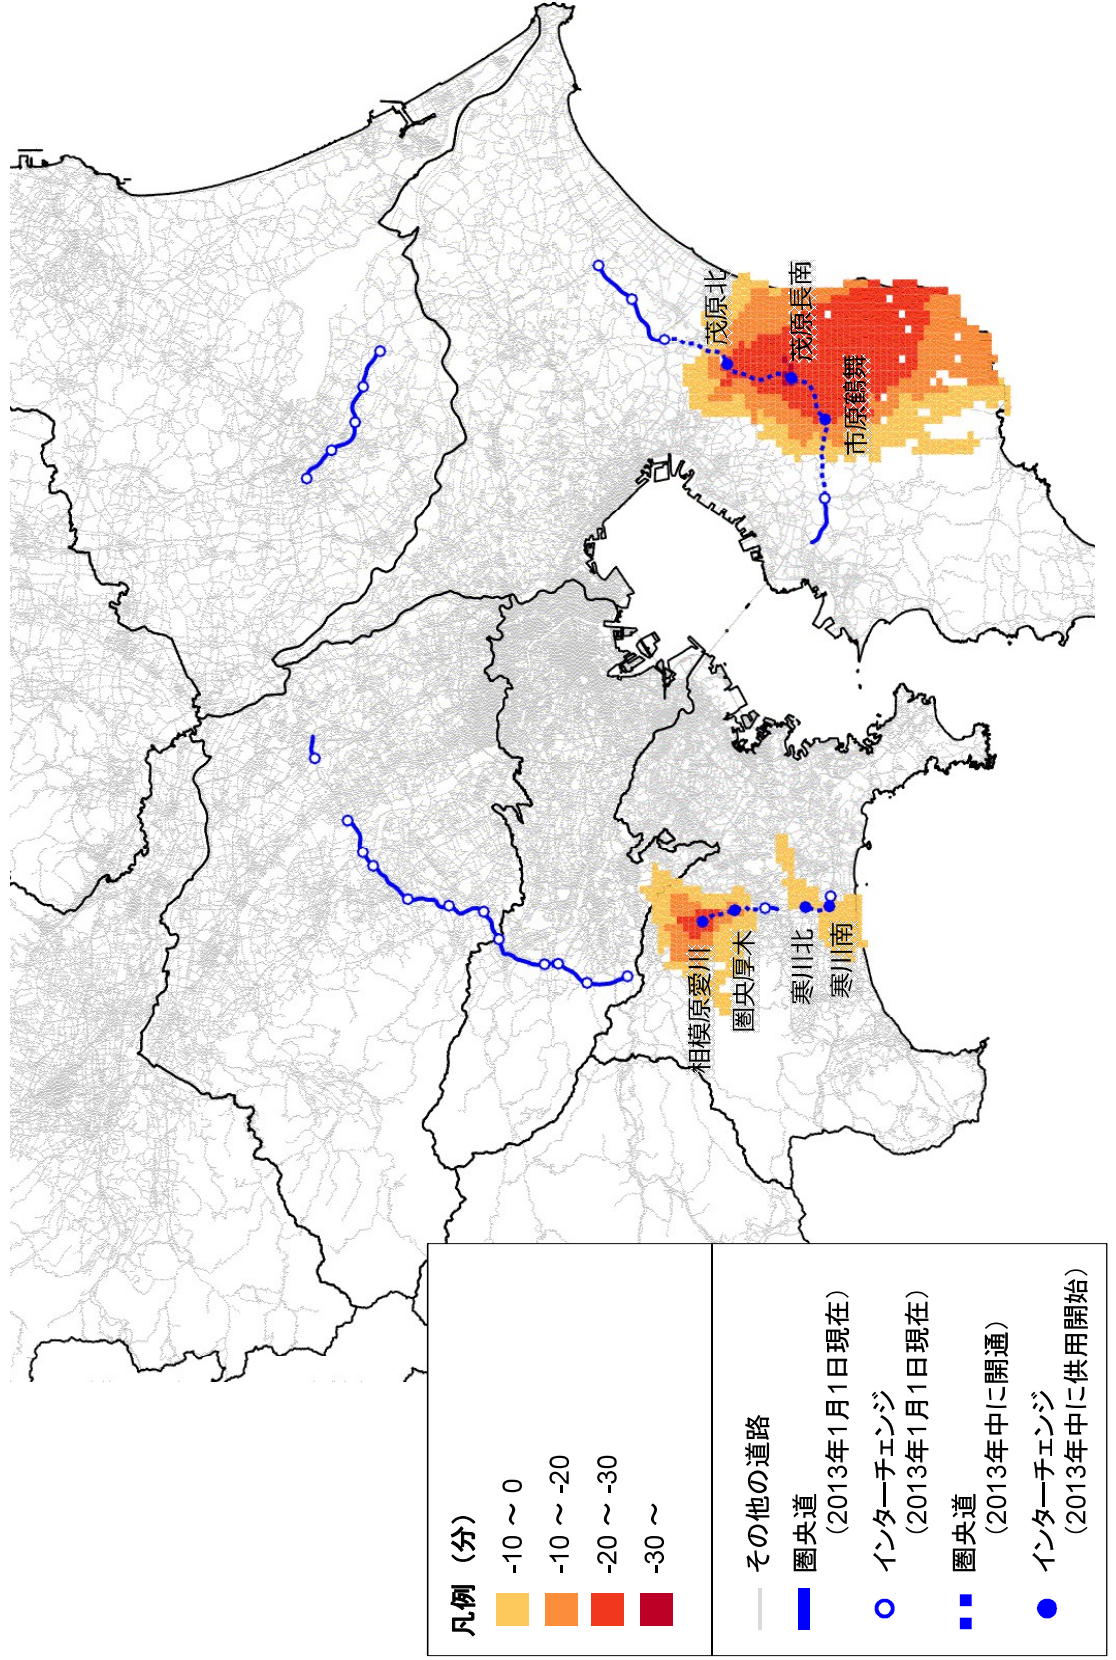 茂原北
茂原長南
市原鶴舞
相模原愛川
圏央厚木
寒川北
寒川南
凡例 (分)
-10 ~ 0
-10 ~ -20
-20 ~ -30
-30 ~
その他の道路
圏央道
(2013年1月1日現在)
インターチェンジ
(2013年1月1日現在)
圏央道
(2013年中に開通)
インターチェンジ
(2013年中に供用開始)